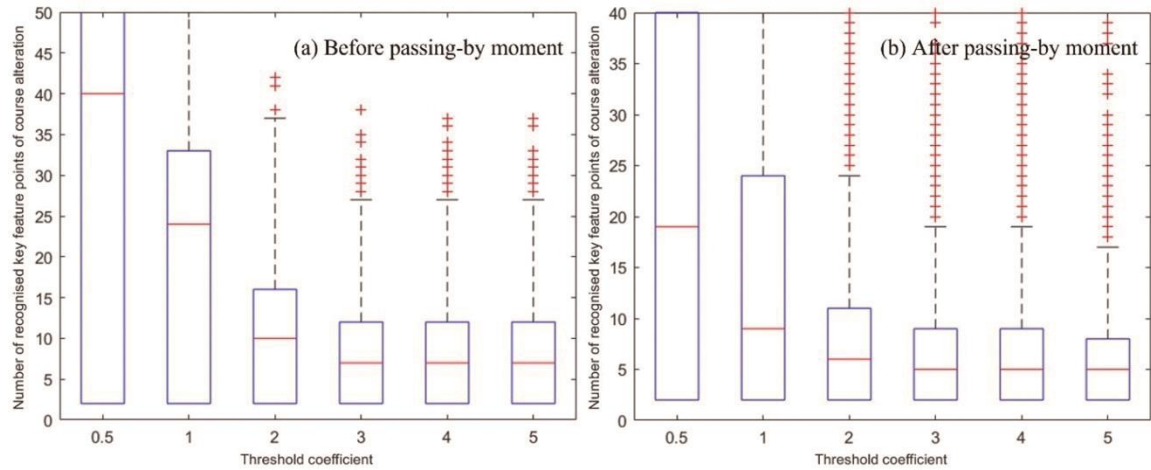 (a) Before passing-by moment
Number of recognised key feature points of course alteration
50
45
40
35
30
25
20
15
10
5
0
0.5 1 2 3 4 5
Threshold coefficient
(b) After passing-by moment
Number of recognised key feature points of course alteration
40
35
30
25
20
15
10
5
0
0.5 1 2 3 4 5
Threshold coefficient